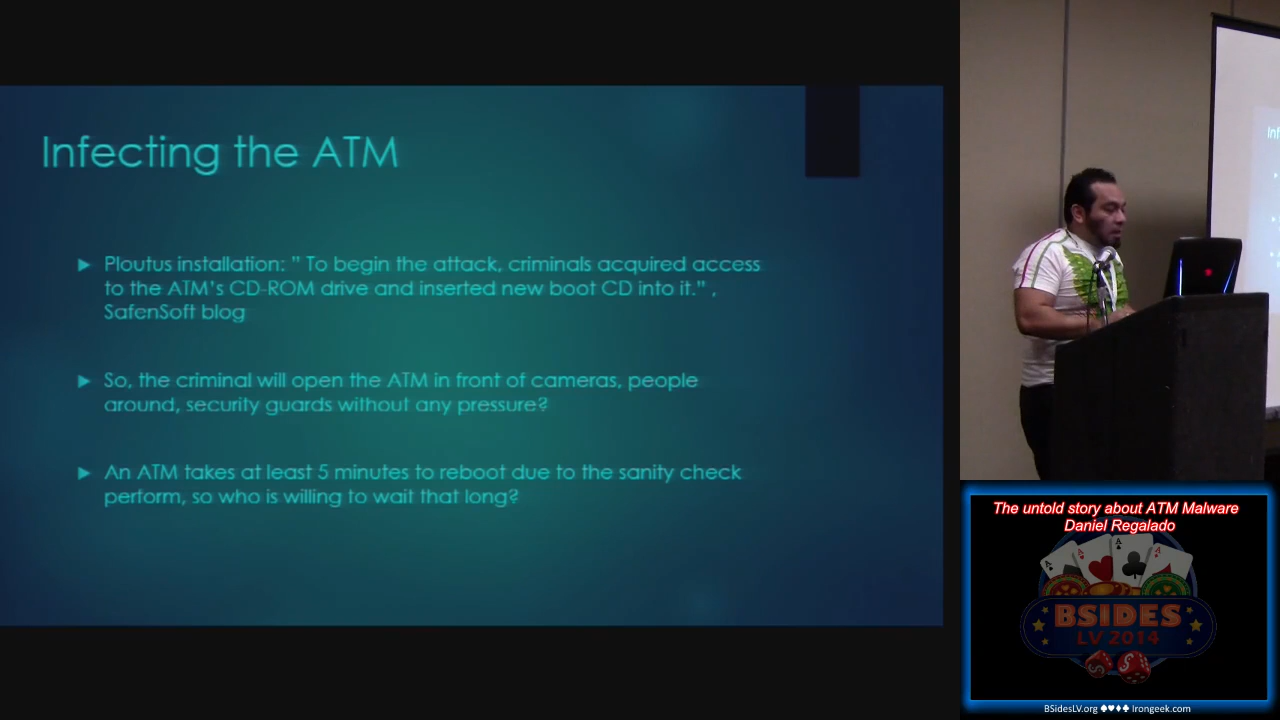 Infecting the ATM
▶ Ploutus installation: " To begin the attack, criminals acquired access
to the ATM's CD-ROM drive and inserted new boot CD into it." ,
SafenSoft blog
▶ So, the criminal will open the ATM in front of cameras, people
around, security guards without any pressure?
▶ An ATM takes at least 5 minutes to reboot due to the sanity check
perform, so who is willing to wait that long?
Inf
The untold story about ATM Malware
Daniel Regalado
A
A
A
A
BSIDES
LV 2014
BSidesLV.org ♠♥♦♣ Irongeek.com